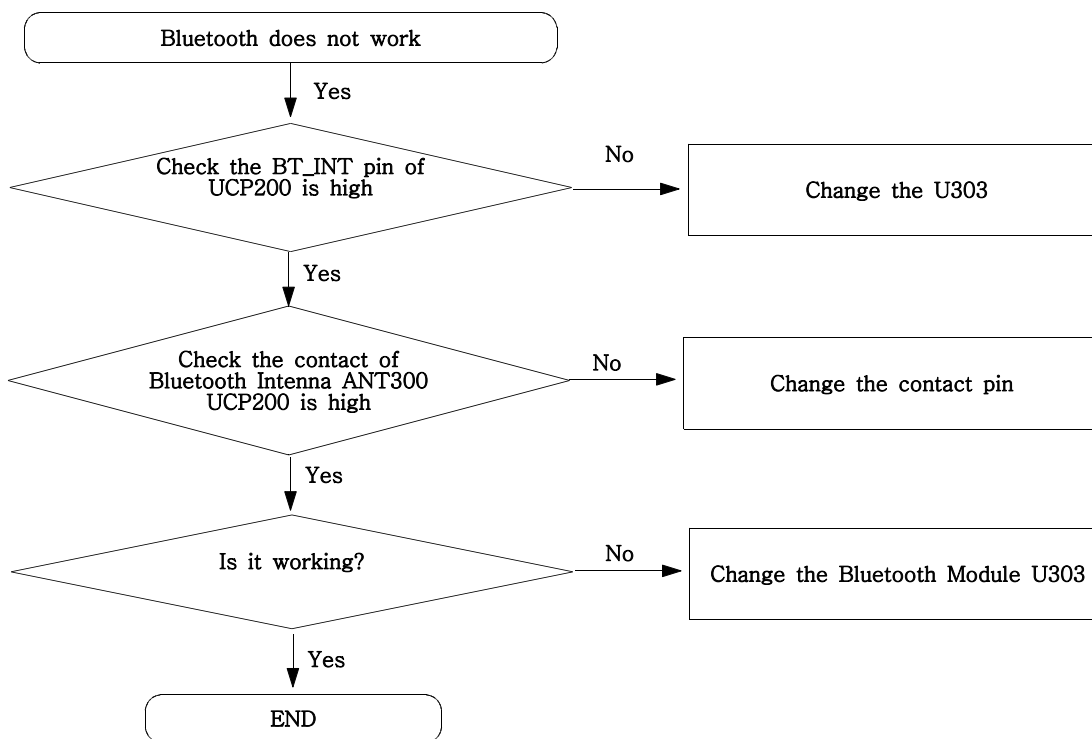 Bluetooth does not work
Yes
Check the BT_INT pin of
UCP200 is high
No
Change the U303
Yes
Check the contact of
Bluetooth Intenna ANT300
UCP200 is high
No
Change the contact pin
Yes
Is it working?
No
Change the Bluetooth Module U303
Yes
END